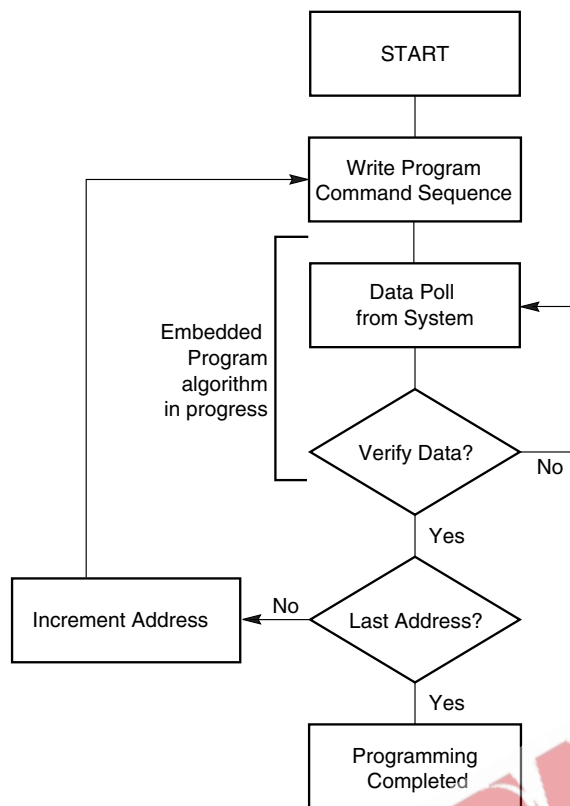 START
Write Program
Command Sequence
Data Poll
from System
Embedded
Program
algorithm
in progress
Verify Data?
No
Yes
Increment Address
No
Last Address?
Yes
Programming
Completed